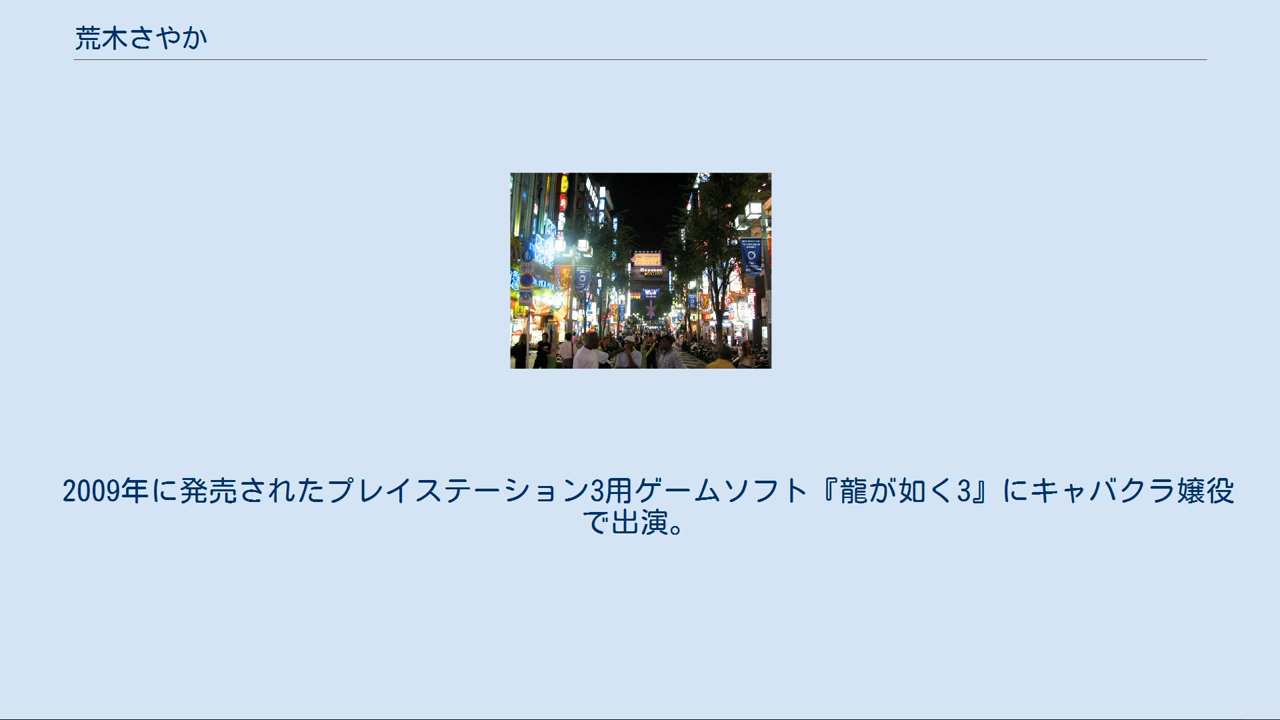 荒木さやか
2009年に発売されたプレイステーション3用ゲームソフト『龍が如く3』にキャバクラ嬢役
で出演。